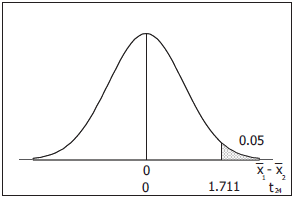 0.05
0 x̅₁ - x̅₂
0 1.711 t₂₄